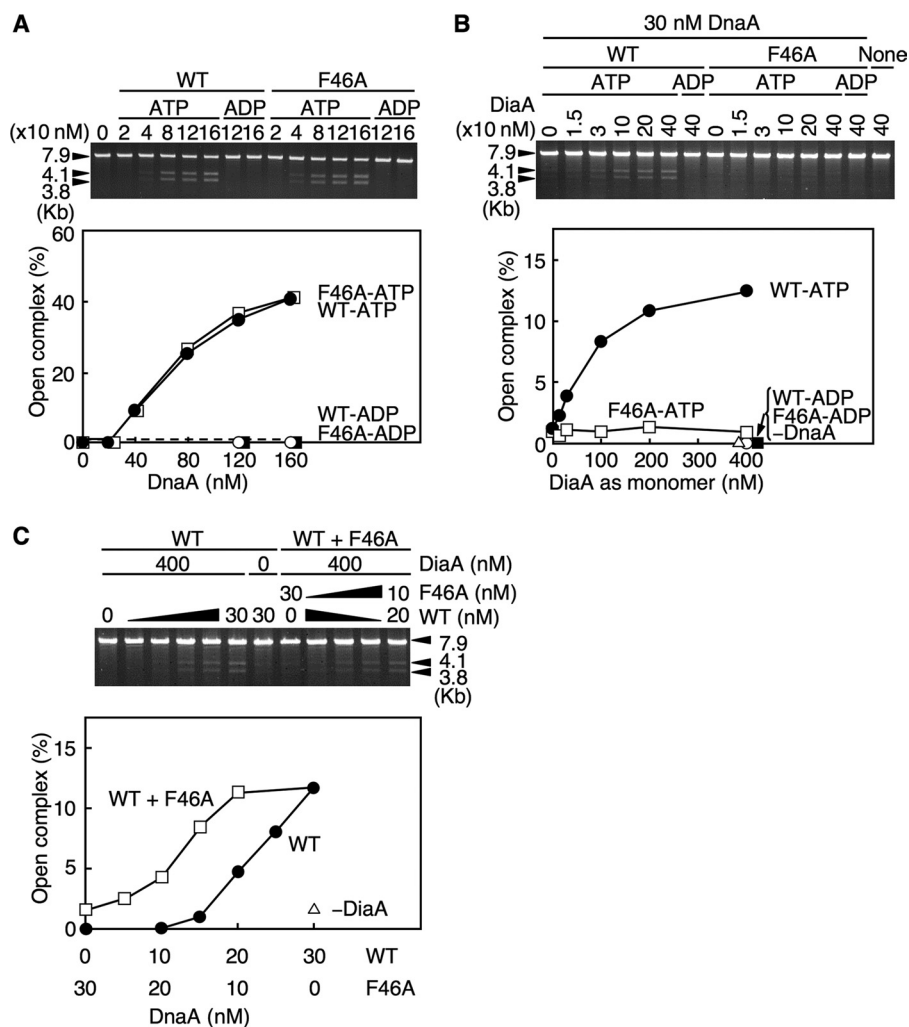 A
WT F46A
ATP ADP ATP ADP
(x10 nM) 0 2 4 8 12 16 12 16 2 4 8 12 16 12 16
7.9
4.1
3.8
(Kb)
60
40
20
0
Open complex (%)
F46A-ATP
WT-ATP
WT-ADP
F46A-ADP
0 40 80 120 160
DnaA (nM)
B
30 nM DnaA
WT F46A None
ATP ADP ATP ADP
DiaA
(x10 nM) 0 1.5 3 10 20 40 40 0 1.5 3 10 20 40 40 40
7.9
4.1
3.8
(Kb)
15
10
5
0
Open complex (%)
WT-ATP
F46A-ATP
WT-ADP
F46A-ADP
–DnaA
0 100 200 300 400
DiaA as monomer (nM)
C
WT WT + F46A
400 0 400 DiaA (nM)
30 10 F46A (nM)
0 30 30 0 20 WT (nM)
7.9
4.1
3.8
(Kb)
15
10
5
0
Open complex (%)
WT + F46A
WT
–DiaA
0 10 20 30 WT
30 20 10 0 F46A
DnaA (nM)